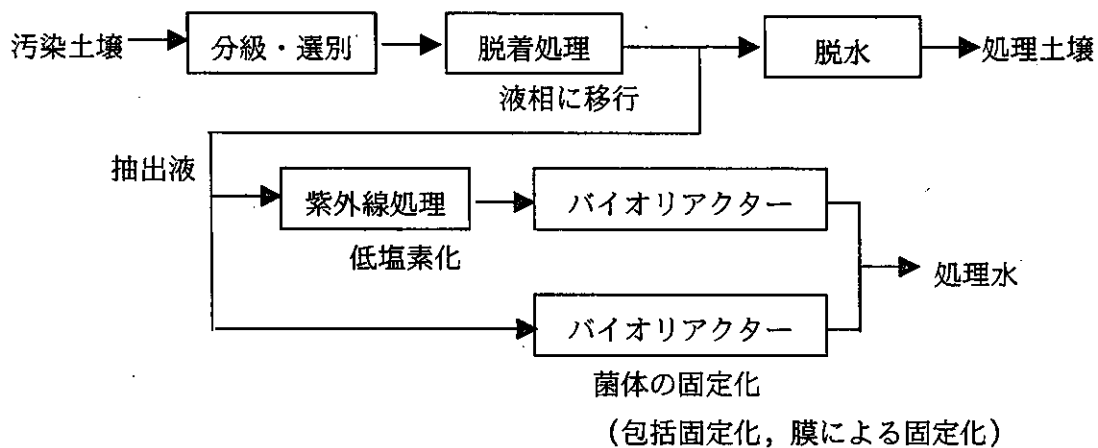 汚染土壌
分級・選別
脱着処理
脱水
処理土壌
液相に移行
抽出液
紫外線処理
バイオリアクター
低塩素化
処理水
バイオリアクター
菌体の固定化
(包括固定化，膜による固定化)